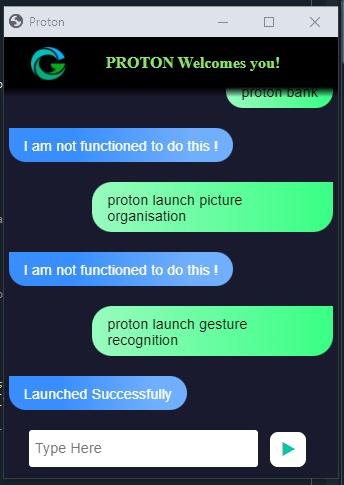 Proton
PROTON Welcomes you!
proton bank
I am not functioned to do this !
proton launch picture
organisation
I am not functioned to do this !
proton launch gesture
recognition
Launched Successfully
Type Here